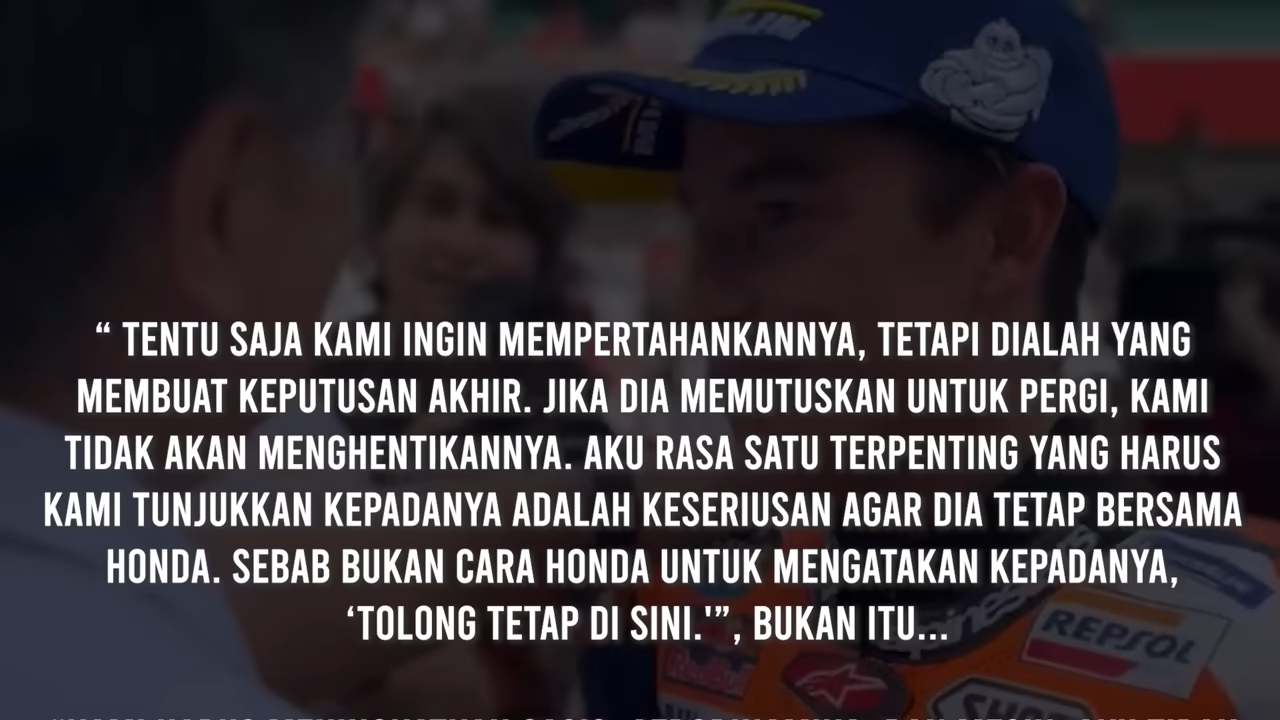 “ TENTU SAJA KAMI INGIN MEMPERTAHANKANNYA, TETAPI DIALAH YANG
MEMBUAT KEPUTUSAN AKHIR. JIKA DIA MEMUTUSKAN UNTUK PERGI, KAMI
TIDAK AKAN MENGHENTIKANNYA. AKU RASA SATU TERPENTING YANG HARUS
KAMI TUNJUKKAN KEPADANYA ADALAH KESERIUSAN AGAR DIA TETAP BERSAMA
HONDA. SEBAB BUKAN CARA HONDA UNTUK MENGATAKAN KEPADANYA,
‘TOLONG TETAP DI SINI.'”, BUKAN ITU...
REPSOL
RedBull